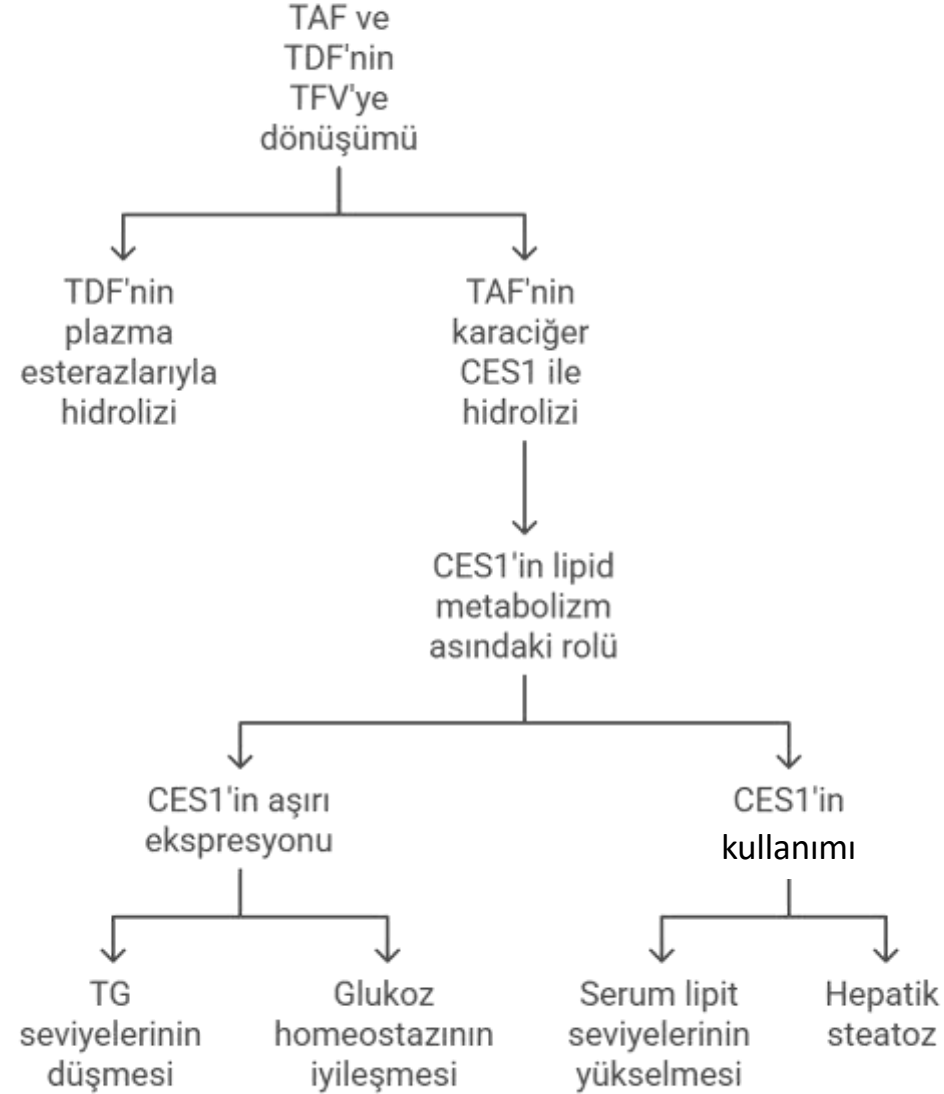 TAF ve
TDF'nin
TFV'ye
dönüşümü
TDF'nin
plazma
esterazlarıyla
hidrolizi
TAF'nin
karaciğer
CES1 ile
hidrolizi
CES1'in lipid
metabolizm
asındaki rolü
CES1'in aşırı
ekspresyonu
CES1'in
kullanımı
TG
seviyelerinin
düşmesi
Glukoz
homeostazının
iyileşmesi
Serum lipit
seviyelerinin
yükselmesi
Hepatik
steatoz